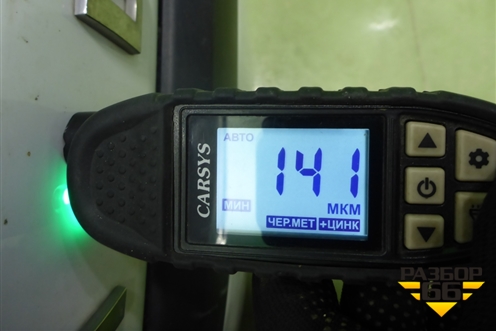 CARSYS
АВТО
141
МИН
МКМ
ЧЕР.МЕТ +ЦИНК
РАЗБОР
66